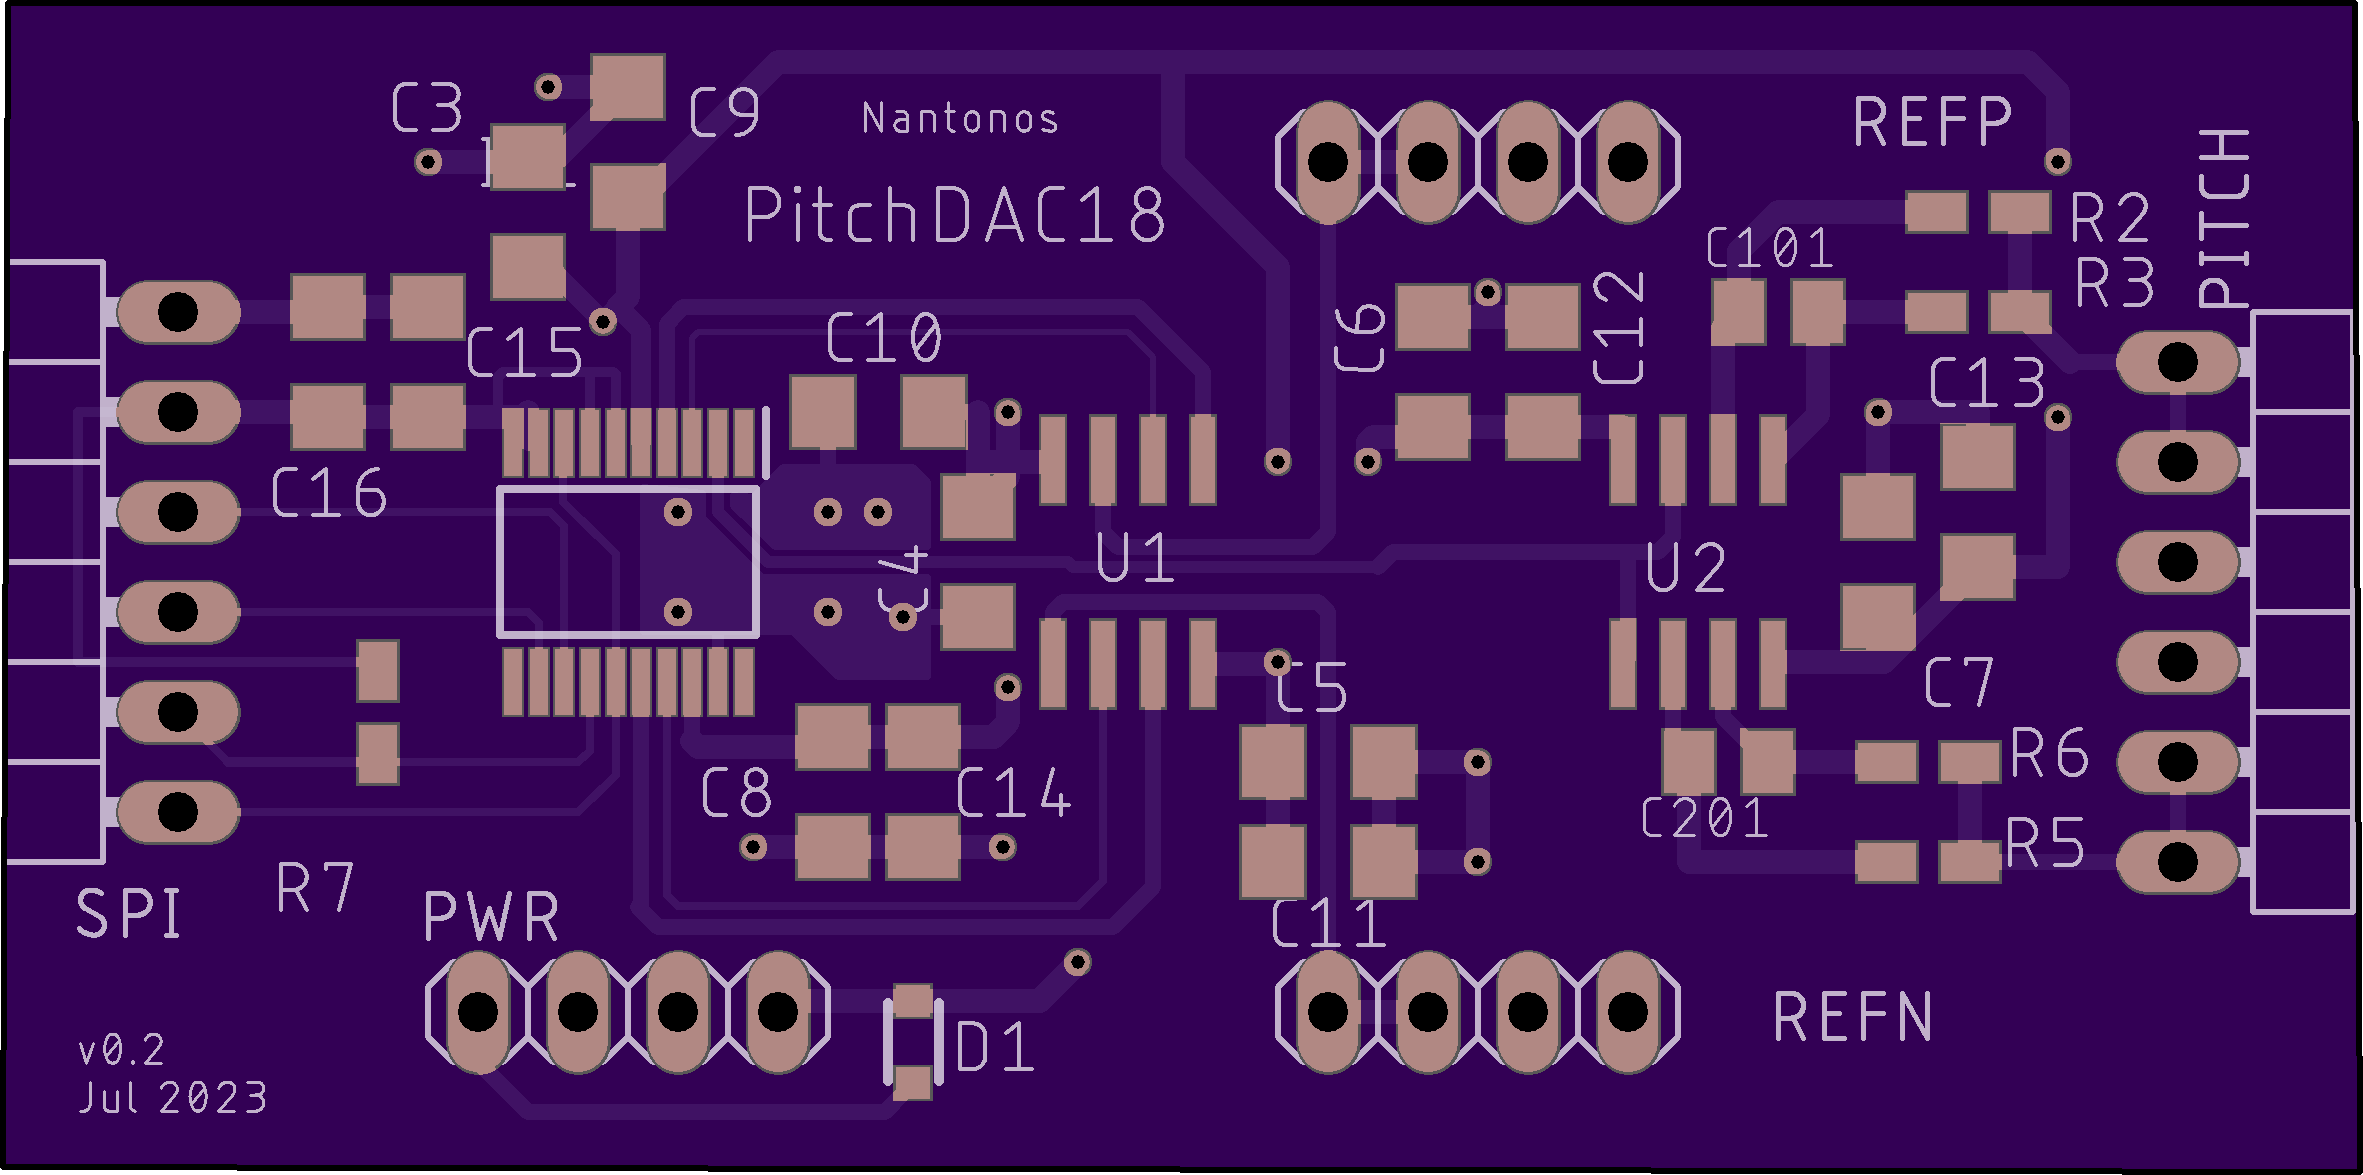 C3
C9
Nantonos
REFP
PITCH
PitchDAC18
R2
C101
R3
C10
C15
C6
C12
C13
C16
C4
U1
U2
C5
C7
R6
C8
C14
C201
R5
R7
SPI
PWR
C11
REFN
D1
v0.2
Jul 2023